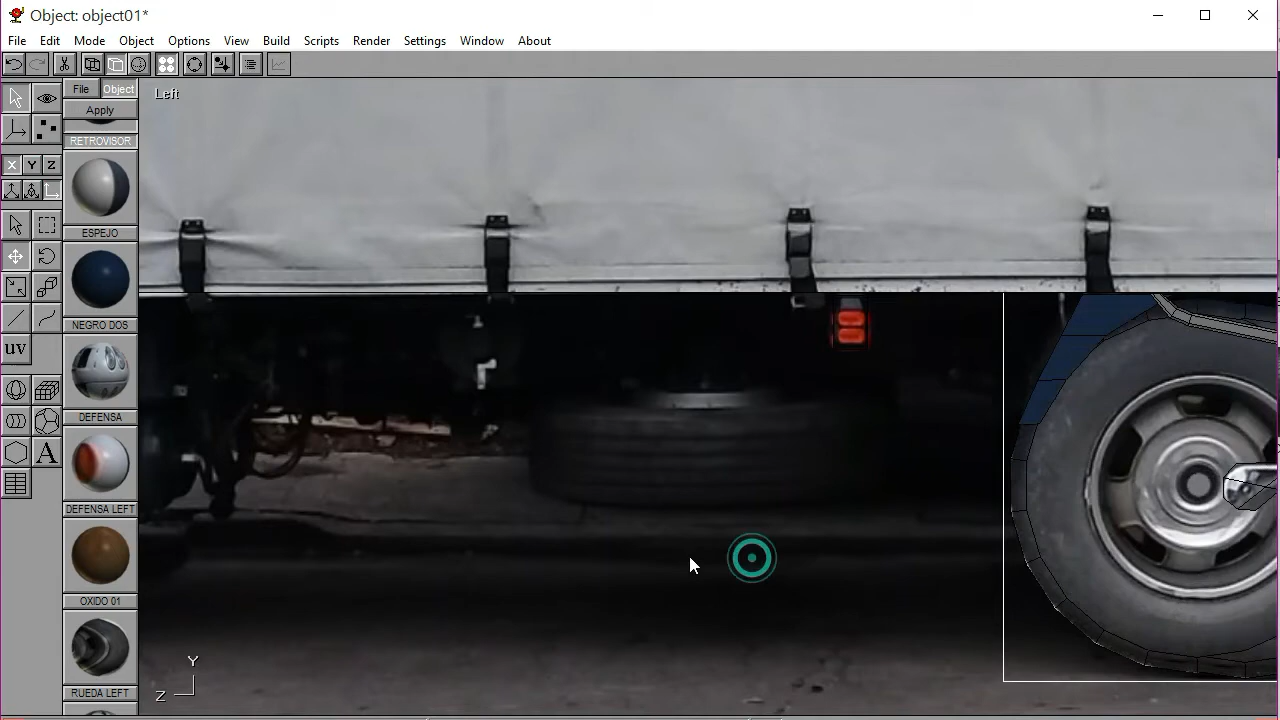 Object: object01*
File Edit Mode Object Options View Build Scripts Render Settings Window About
File Object
Apply
Left
RETROVISOR
X Y Z
ESPEJO
NEGRO DOS
uv
DEFENSA
A
DEFENSA LEFT
OXIDO 01
RUEDA LEFT
Y
Z